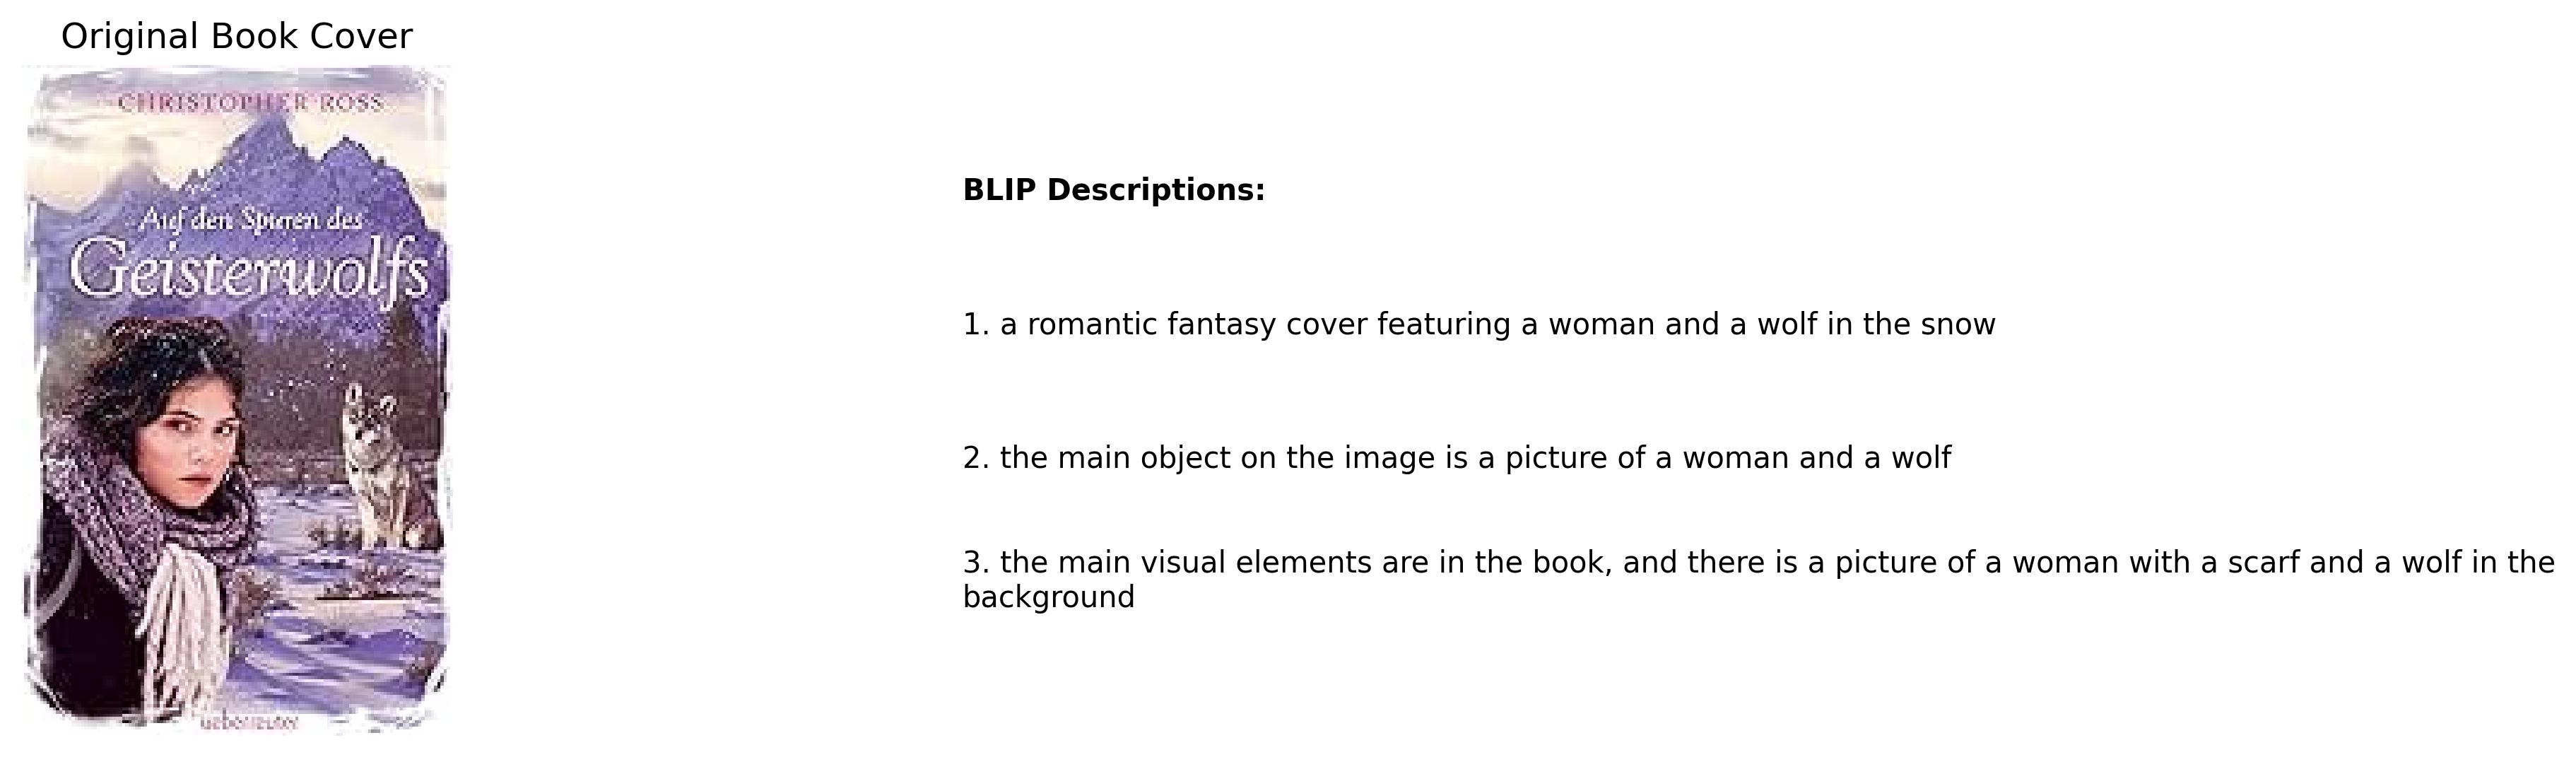 Original Book Cover
CHRISTOPHER ROSS
Auf den Spuren des
Geisterwolfs
ueberreuter
BLIP Descriptions:
1. a romantic fantasy cover featuring a woman and a wolf in the snow
2. the main object on the image is a picture of a woman and a wolf
3. the main visual elements are in the book, and there is a picture of a woman with a scarf and a wolf in the
background